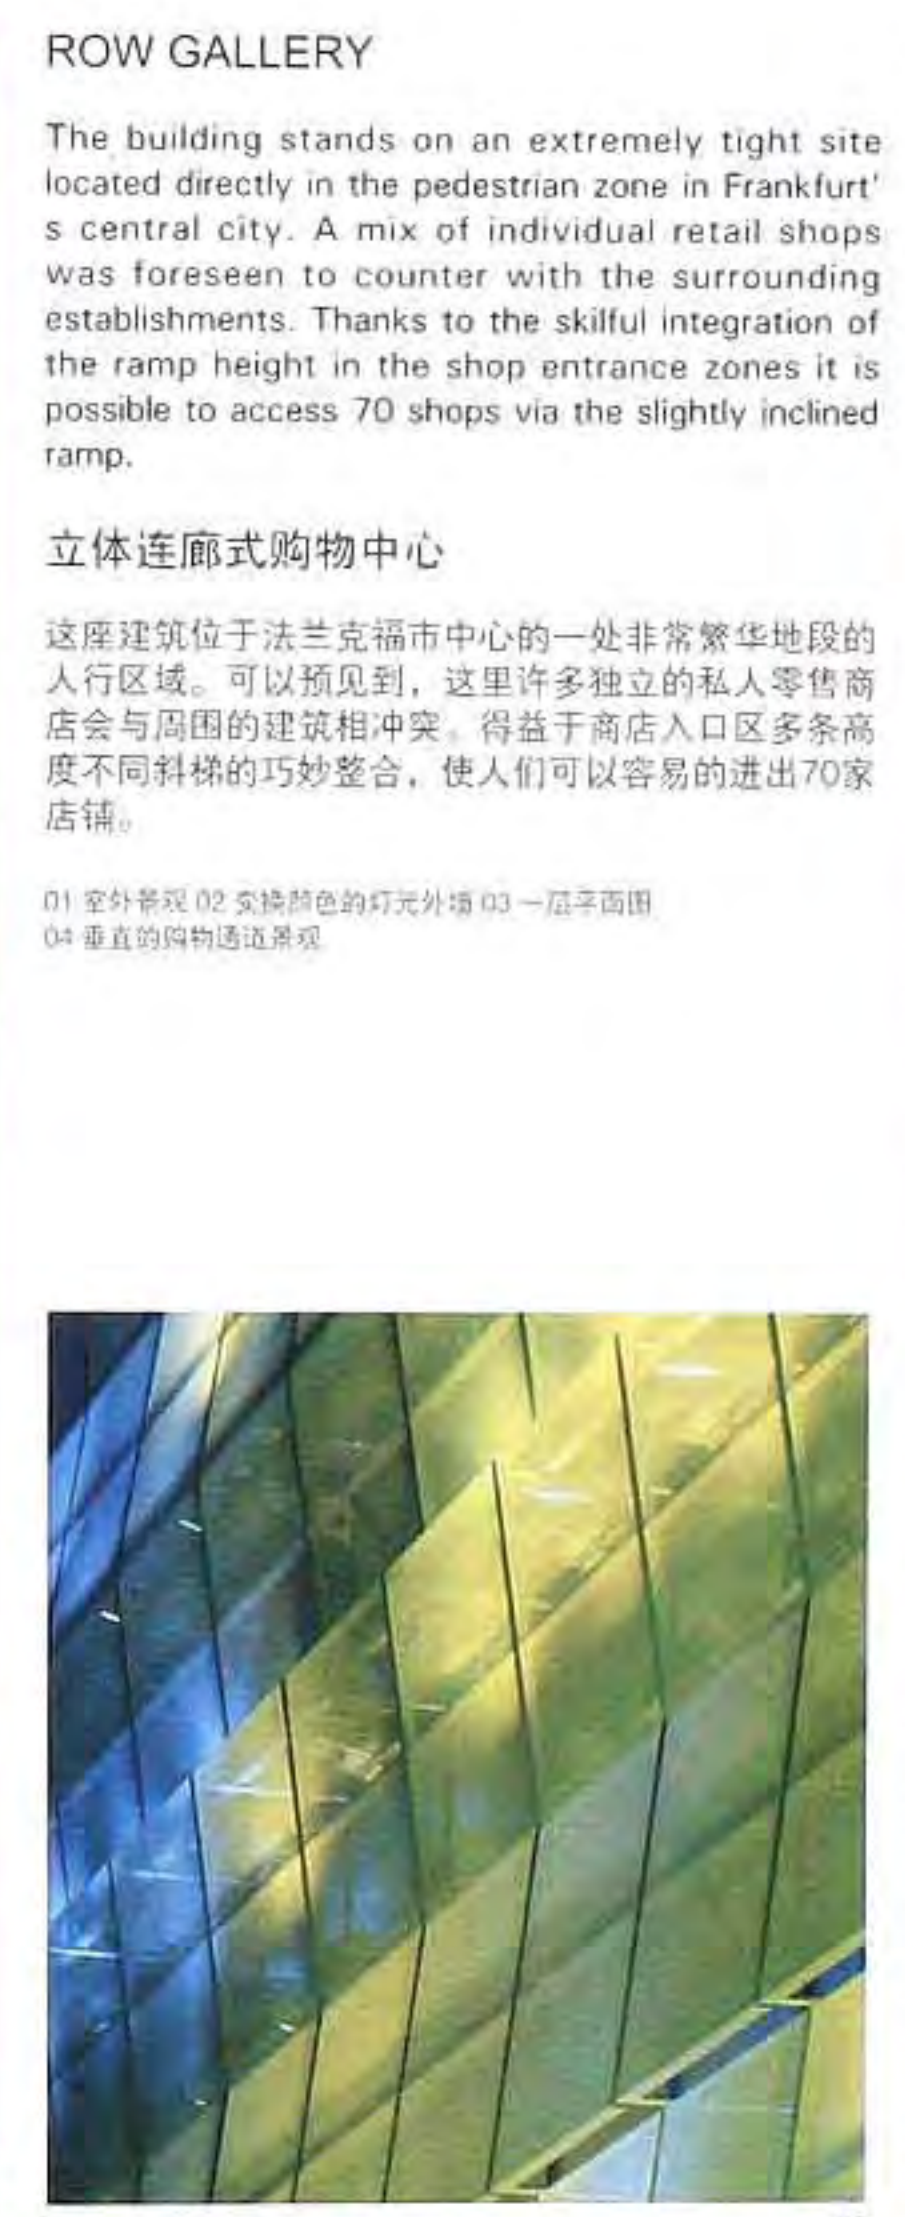 ROW GALLERY
The building stands on an extremely tight site
located directly in the pedestrian zone in Frankfurt'
s central city. A mix of individual retail shops
was foreseen to counter with the surrounding
establishments. Thanks to the skilful integration of
the ramp height in the shop entrance zones it is
possible to access 70 shops via the slightly inclined
ramp.
立体连廊式购物中心
这座建筑位于法兰克福市中心的一处非常繁华地段的
人行区域。可以预见到，这里许多独立的私人零售商
店会与周围的建筑相冲突。得益于商店入口区多条高
度不同斜梯的巧妙整合，使人们可以容易的进出70家
店铺。
01 室外景观 02 变换颜色的灯光外墙 03 一层平面图
04 垂直的购物通道景观